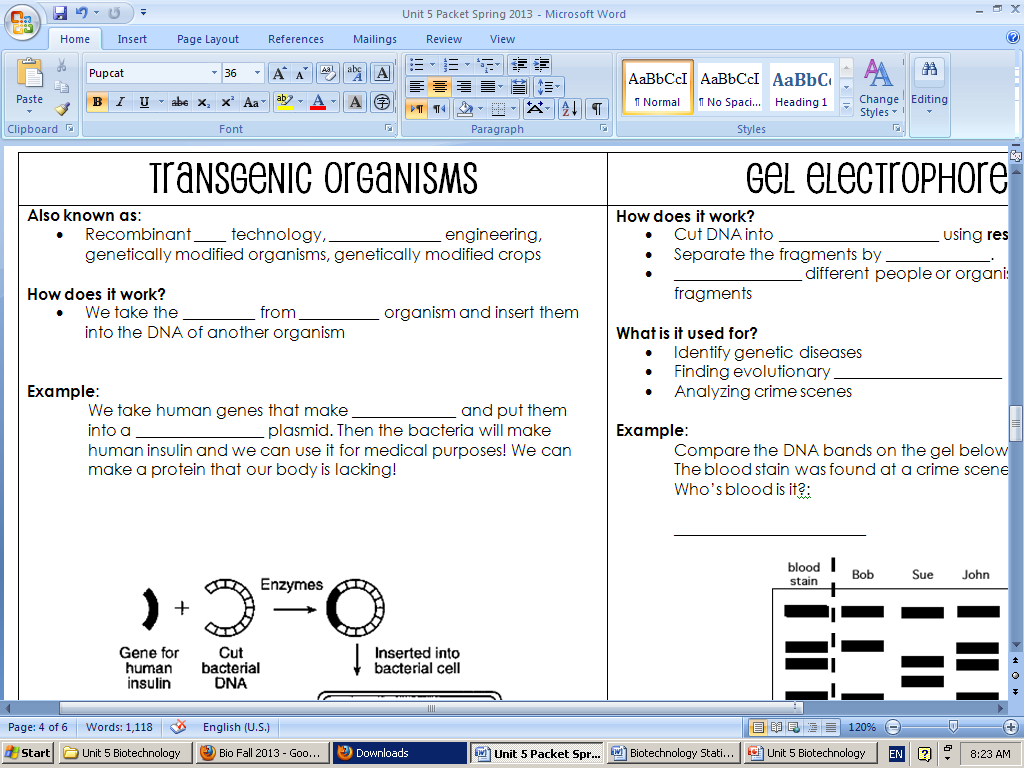 Unit 5 Packet Spring 2013 - Microsoft Word
Home Insert Page Layout References Mailings Review View
Paste
Pupcat 36
B I U abc X₂ X² Aa
AaBbCcI AaBbCcI AaBbC
¶ Normal ¶ No Spaci... Heading 1
Change Styles
Editing
Clipboard Font Paragraph Styles
Transgenic Organisms
Also known as:
• Recombinant ____ technology, _____________ engineering,
genetically modified organisms, genetically modified crops
How does it work?
• We take the _________ from __________ organism and insert them
into the DNA of another organism
Example:
We take human genes that make _____________ and put them
into a ________________ plasmid. Then the bacteria will make
human insulin and we can use it for medical purposes! We can
make a protein that our body is lacking!
Enzymes
+
Gene for
human
insulin
Cut
bacterial
DNA
Inserted into
bacterial cell
Gel Electrophore
How does it work?
• Cut DNA into ____________________ using res
• Separate the fragments by _____________.
• ________________ different people or organis
fragments
What is it used for?
• Identify genetic diseases
• Finding evolutionary _____________________
• Analyzing crime scenes
Example:
Compare the DNA bands on the gel below
The blood stain was found at a crime scene
Who's blood is it?:
________________________
blood
stain
Bob Sue John
Page: 4 of 6 Words: 1,118 English (U.S.) 120%
Start Unit 5 Biotechnology Bio Fall 2013 - Goo... Downloads Unit 5 Packet Spr... Biotechnology Stati... Unit 5 Biotechnology EN 8:23 AM